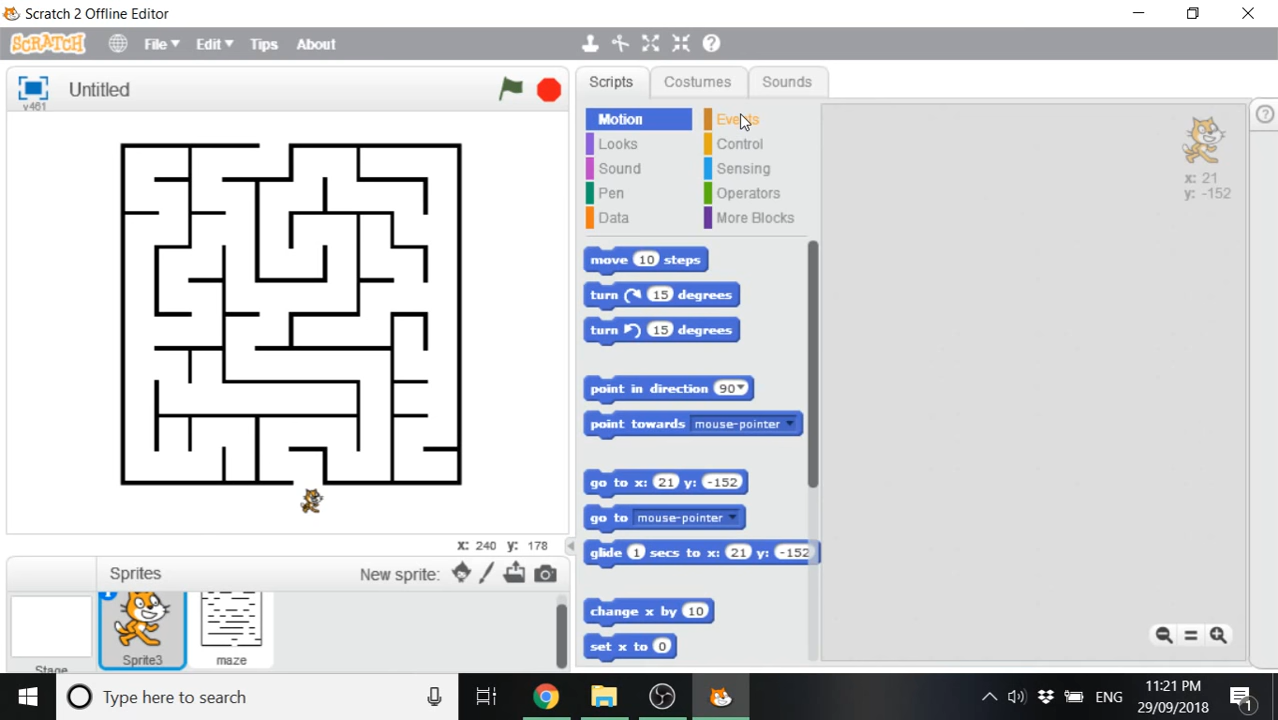 Scratch 2 Offline Editor
SCRATCH File Edit Tips About
v461 Untitled
Scripts Costumes Sounds
Motion Events
Looks Control
Sound Sensing
Pen Operators
Data More Blocks
x: 21
y: -152
move 10 steps
turn 15 degrees
turn 15 degrees
point in direction 90
point towards mouse-pointer
go to x: 21 y: -152
go to mouse-pointer
glide 1 secs to x: 21 y: -152
change x by 10
set x to 0
x: 240 y: 178
Sprites New sprite:
Sprite3 maze
Stage
Type here to search
ENG
11:21 PM
29/09/2018
1